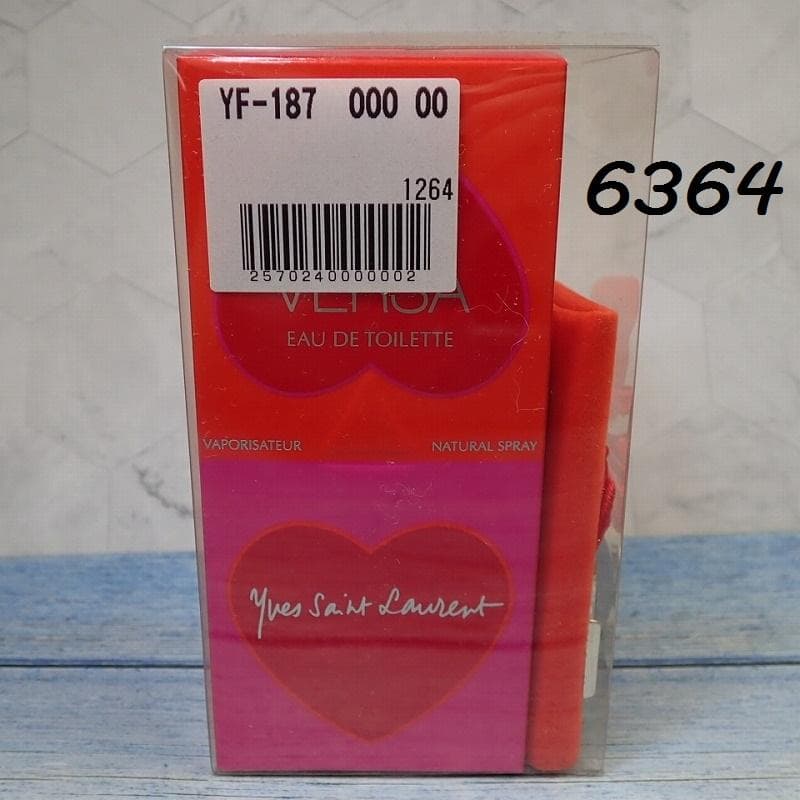 YF-187 000 00
1264
2570240000002
6364
EAU DE TOILETTE
VAPORISATEUR NATURAL SPRAY
Yves Saint Laurent